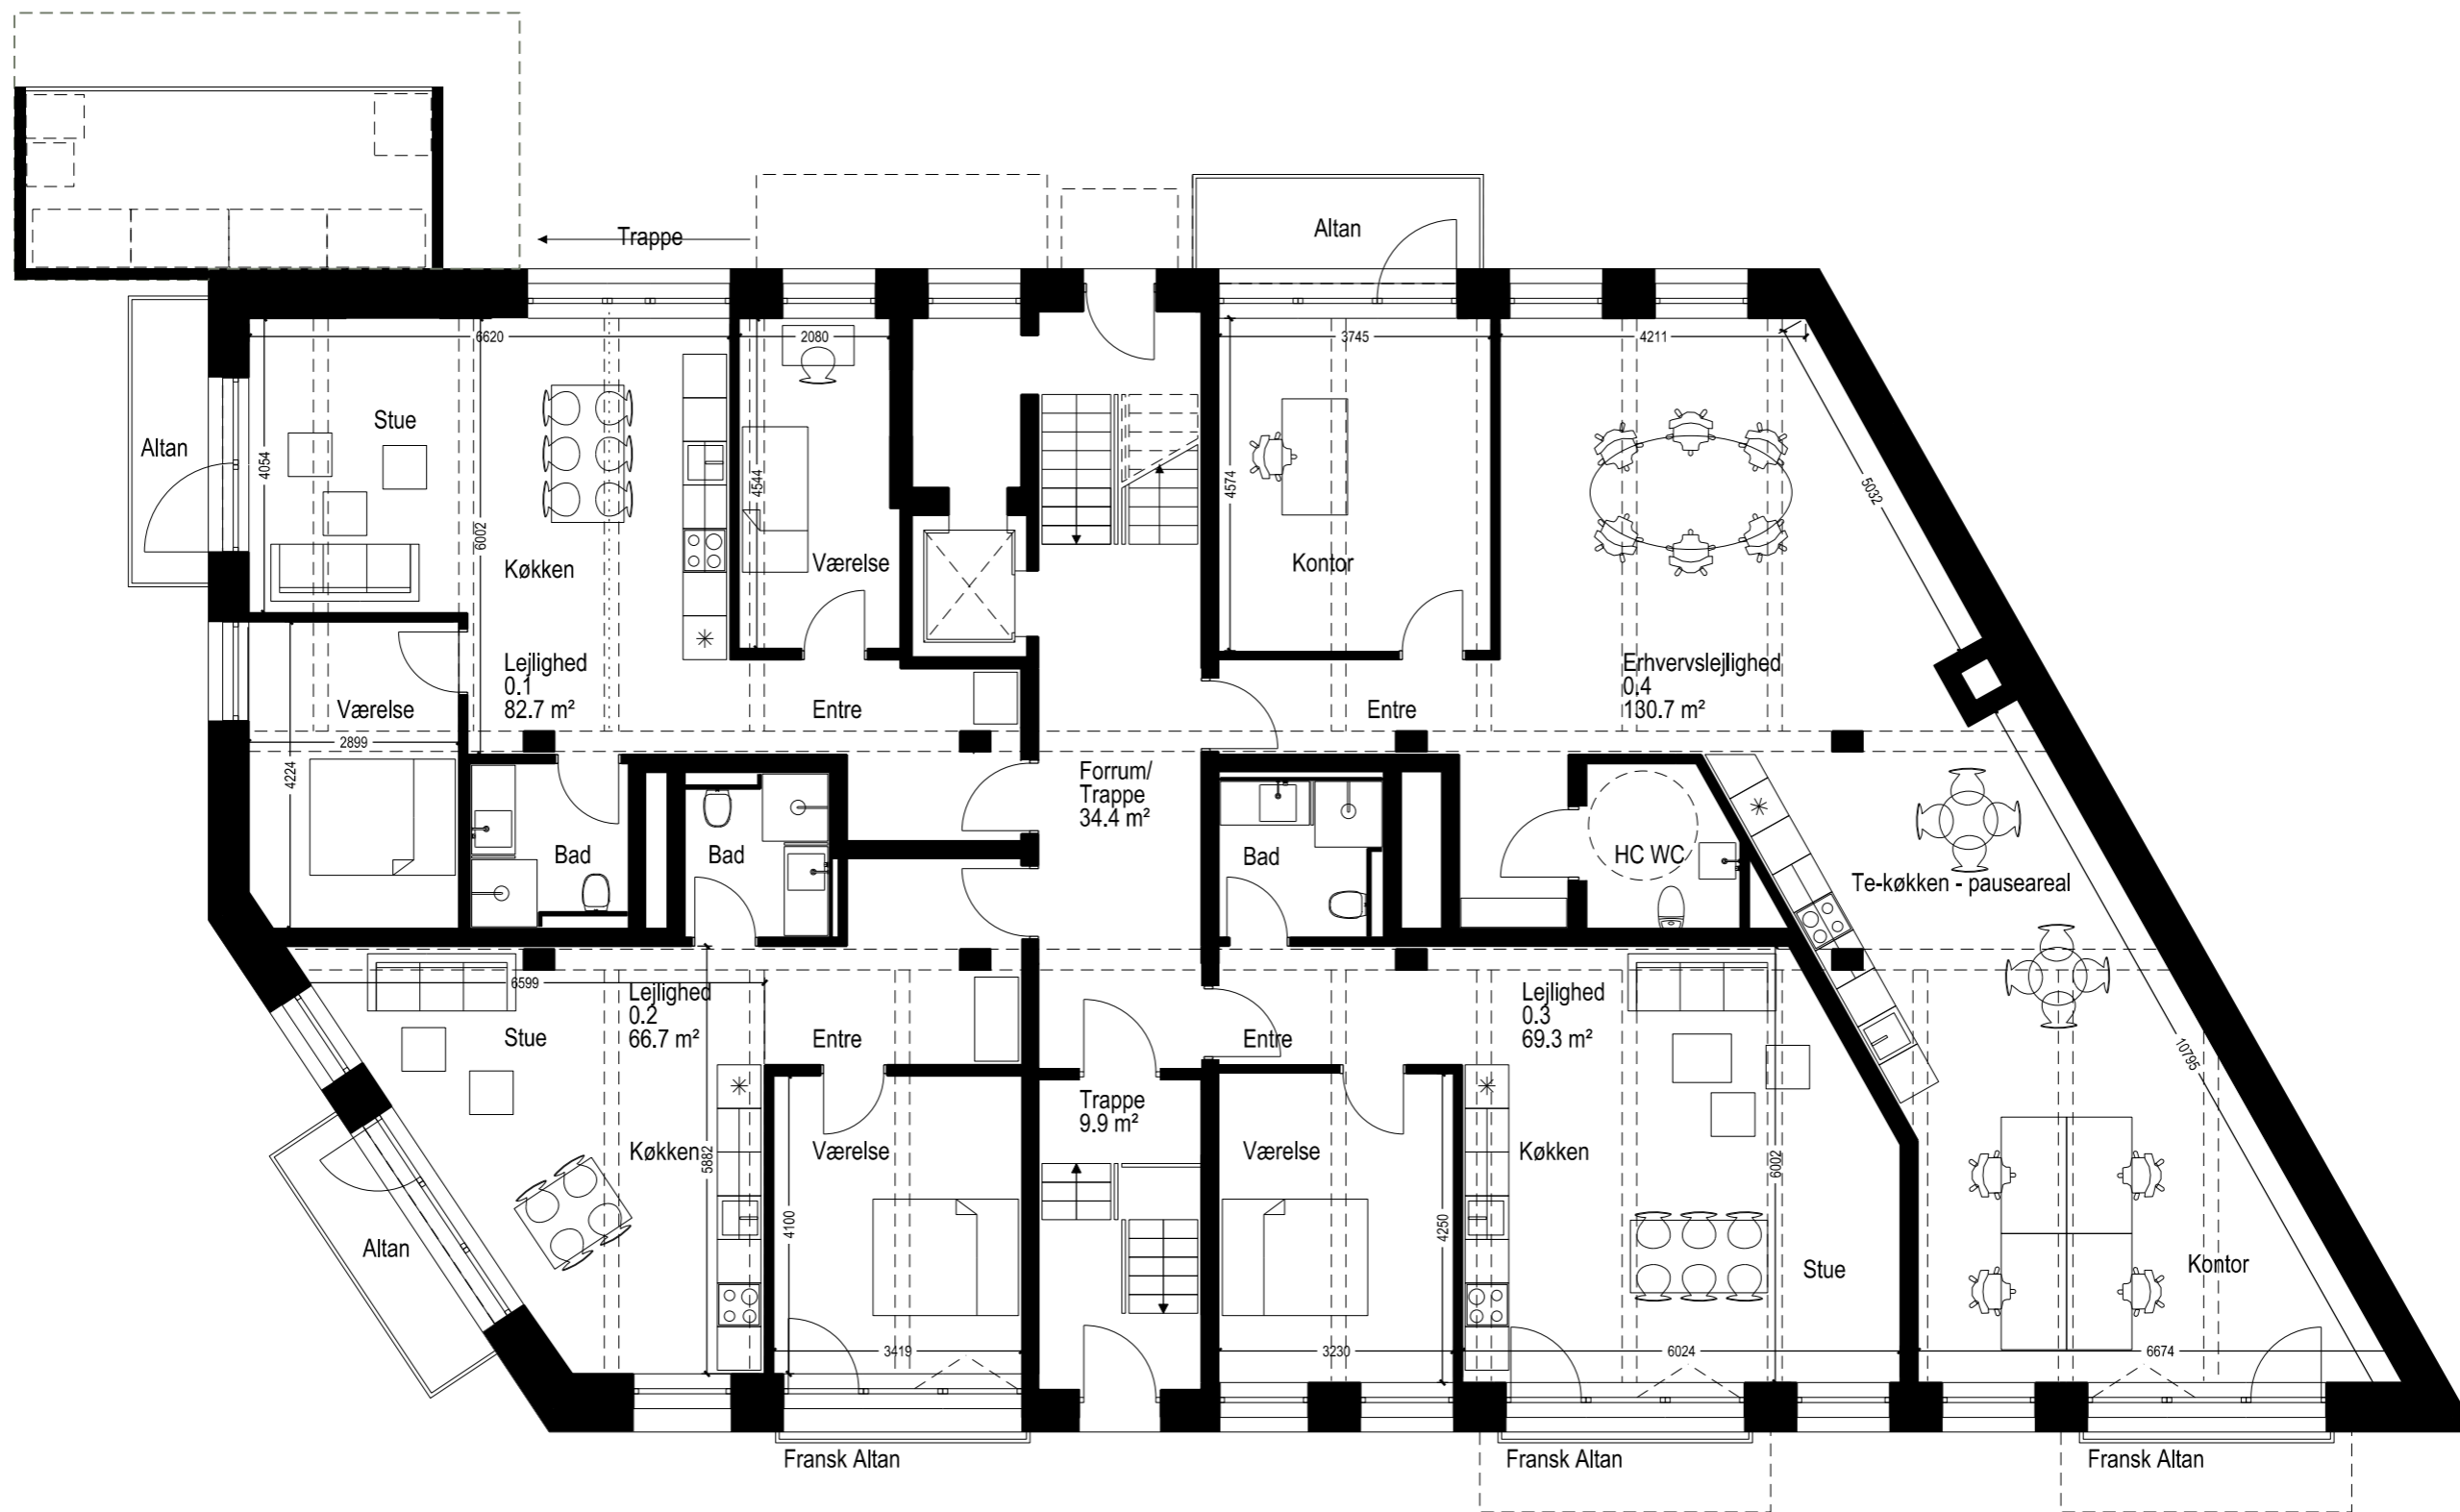 Trappe
Altan
6620
2080
3745
4211
Stue
Altan
4054
4544
4574
5032
6002
Køkken
Værelse
Kontor
Lejlighed
0.1
82.7 m²
Værelse
Entre
Entre
Erhvervslejlighed
0.4
130.7 m²
2899
4224
Forrum/
Trappe
34.4 m²
Bad
Bad
Bad
HC WC
Te-køkken - pauseareal
6599
Lejlighed
0.2
66.7 m²
Stue
Entre
Entre
Lejlighed
0.3
69.3 m²
10795
Trappe
9.9 m²
Køkken
5882
Værelse
Værelse
Køkken
6002
4100
4250
Altan
Stue
Kontor
3419
3230
6024
6674
Fransk Altan
Fransk Altan
Fransk Altan